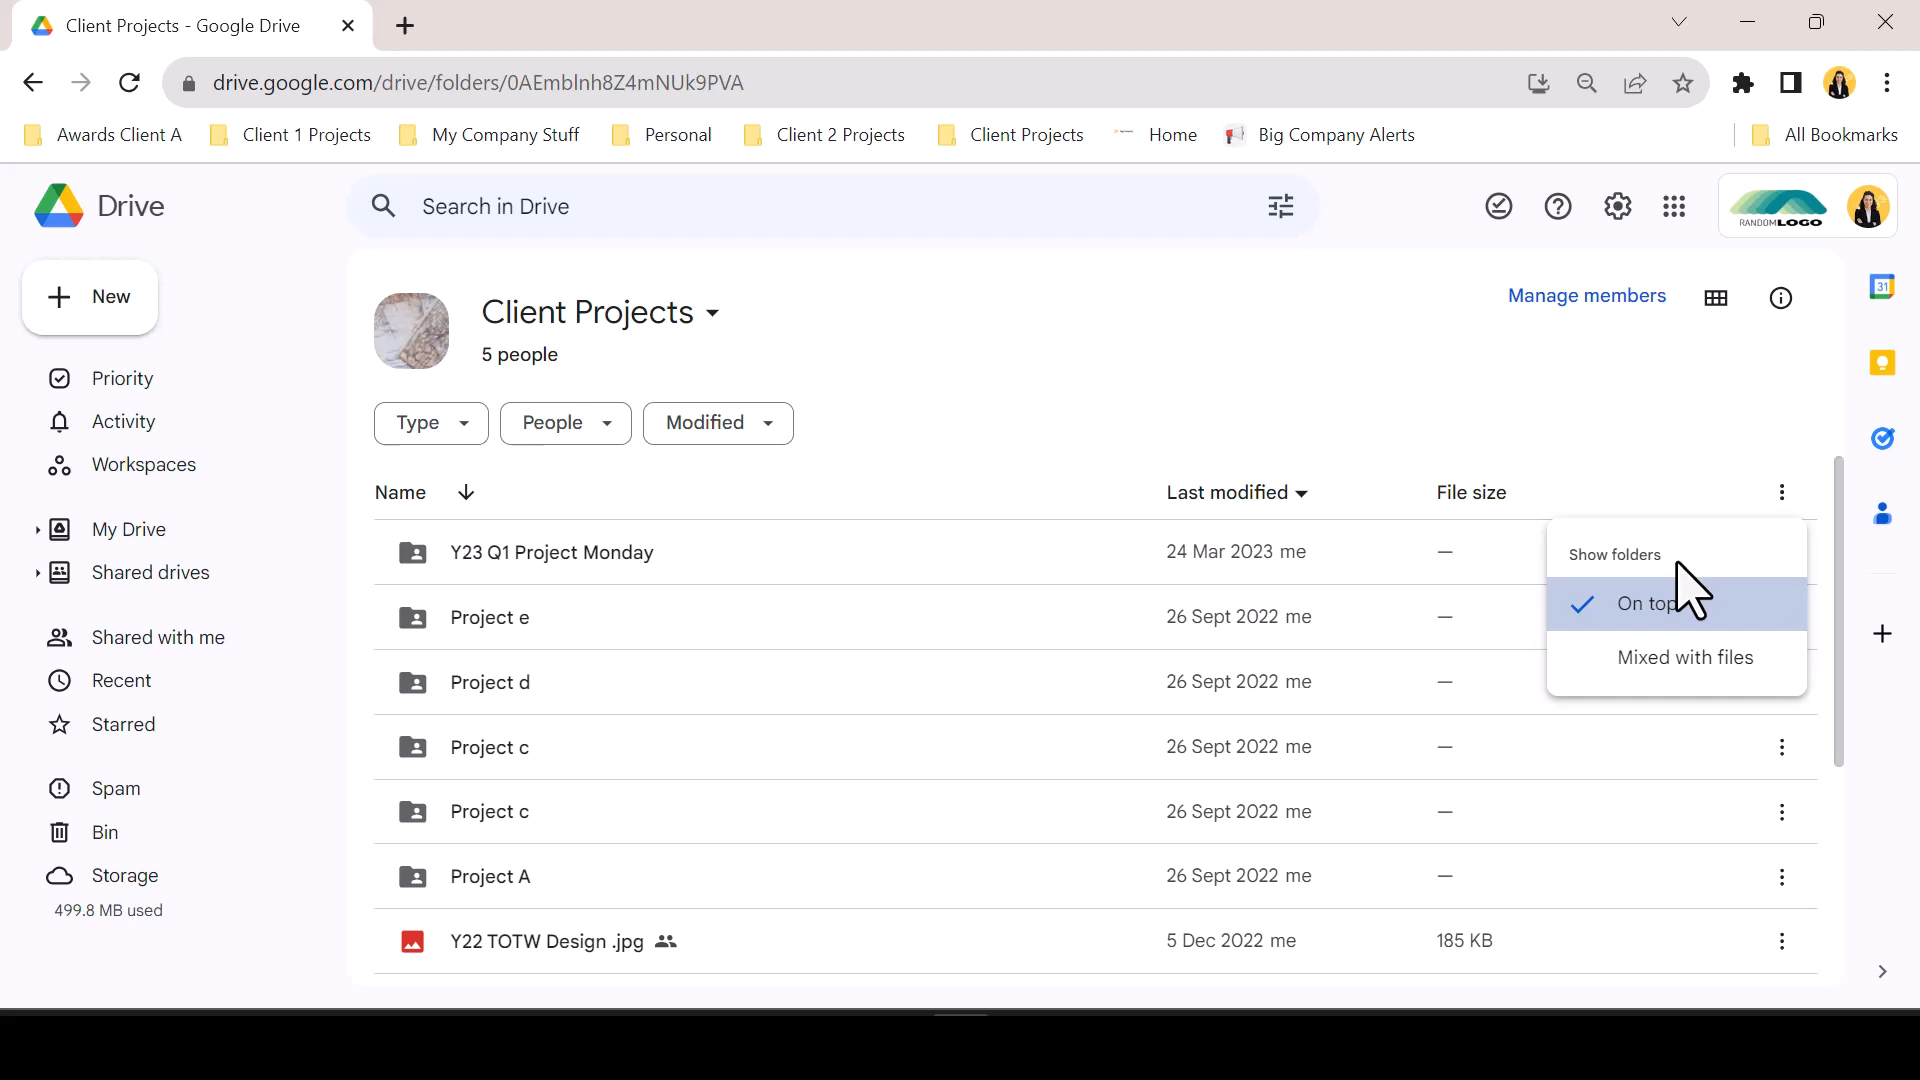 Client Projects - Google Drive
drive.google.com/drive/folders/0AEmblnh8Z4mNUk9PVA
Awards Client A Client 1 Projects My Company Stuff Personal Client 2 Projects Client Projects Home Big Company Alerts All Bookmarks
Drive
Search in Drive
RANDOMLOGO
New
Client Projects
5 people
Manage members
31
Priority
Activity
Workspaces
My Drive
Shared drives
Shared with me
Recent
Starred
Spam
Bin
Storage
499.8 MB used
Type People Modified
Name Last modified File size
Y23 Q1 Project Monday 24 Mar 2023 me —
Project e 26 Sept 2022 me —
Project d 26 Sept 2022 me —
Project c 26 Sept 2022 me —
Project c 26 Sept 2022 me —
Project A 26 Sept 2022 me —
Y22 TOTW Design .jpg 5 Dec 2022 me 185 KB
Show folders
On top
Mixed with files